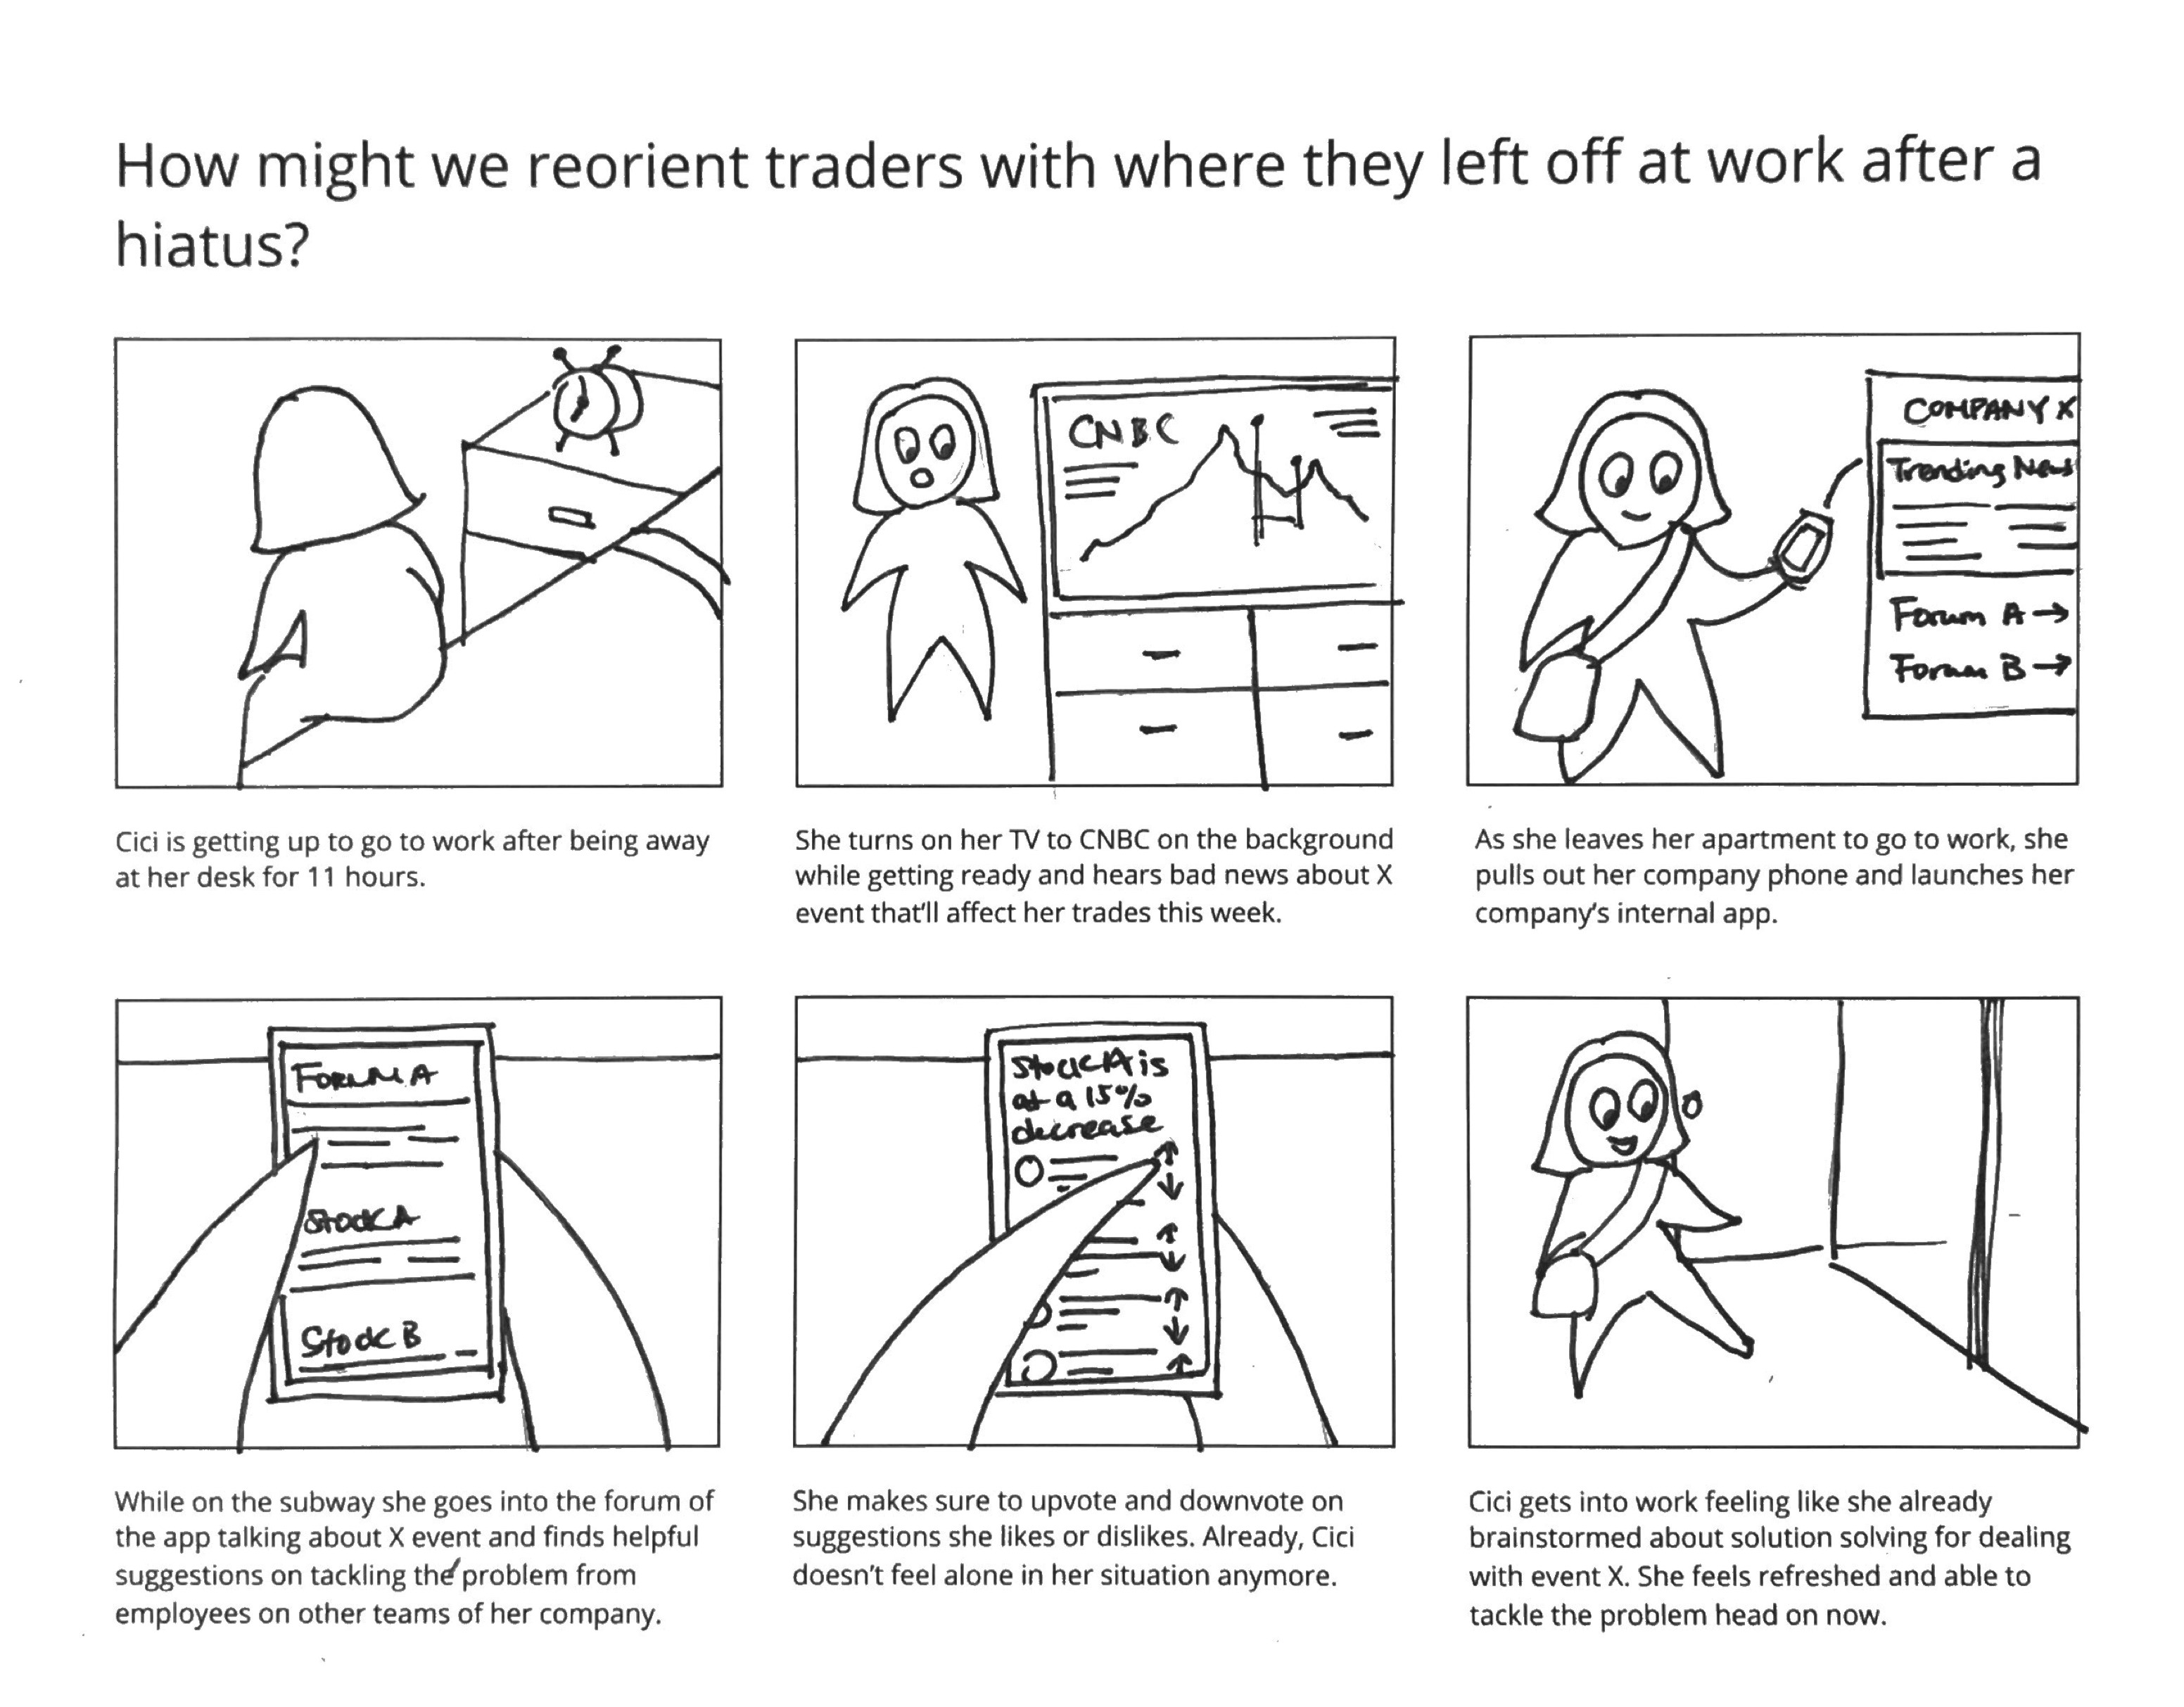 How might we reorient traders with where they left off at work after a
hiatus?
CNBC
COMPANY X
Trending News
Forum A →
Forum B →
Cici is getting up to go to work after being away
at her desk for 11 hours.
She turns on her TV to CNBC on the background
while getting ready and hears bad news about X
event that'll affect her trades this week.
As she leaves her apartment to go to work, she
pulls out her company phone and launches her
company's internal app.
FORUM A
Stock A
Stock B
Stock A is
at a 15%
decrease
While on the subway she goes into the forum of
the app talking about X event and finds helpful
suggestions on tackling the problem from
employees on other teams of her company.
She makes sure to upvote and downvote on
suggestions she likes or dislikes. Already, Cici
doesn't feel alone in her situation anymore.
Cici gets into work feeling like she already
brainstormed about solution solving for dealing
with event X. She feels refreshed and able to
tackle the problem head on now.